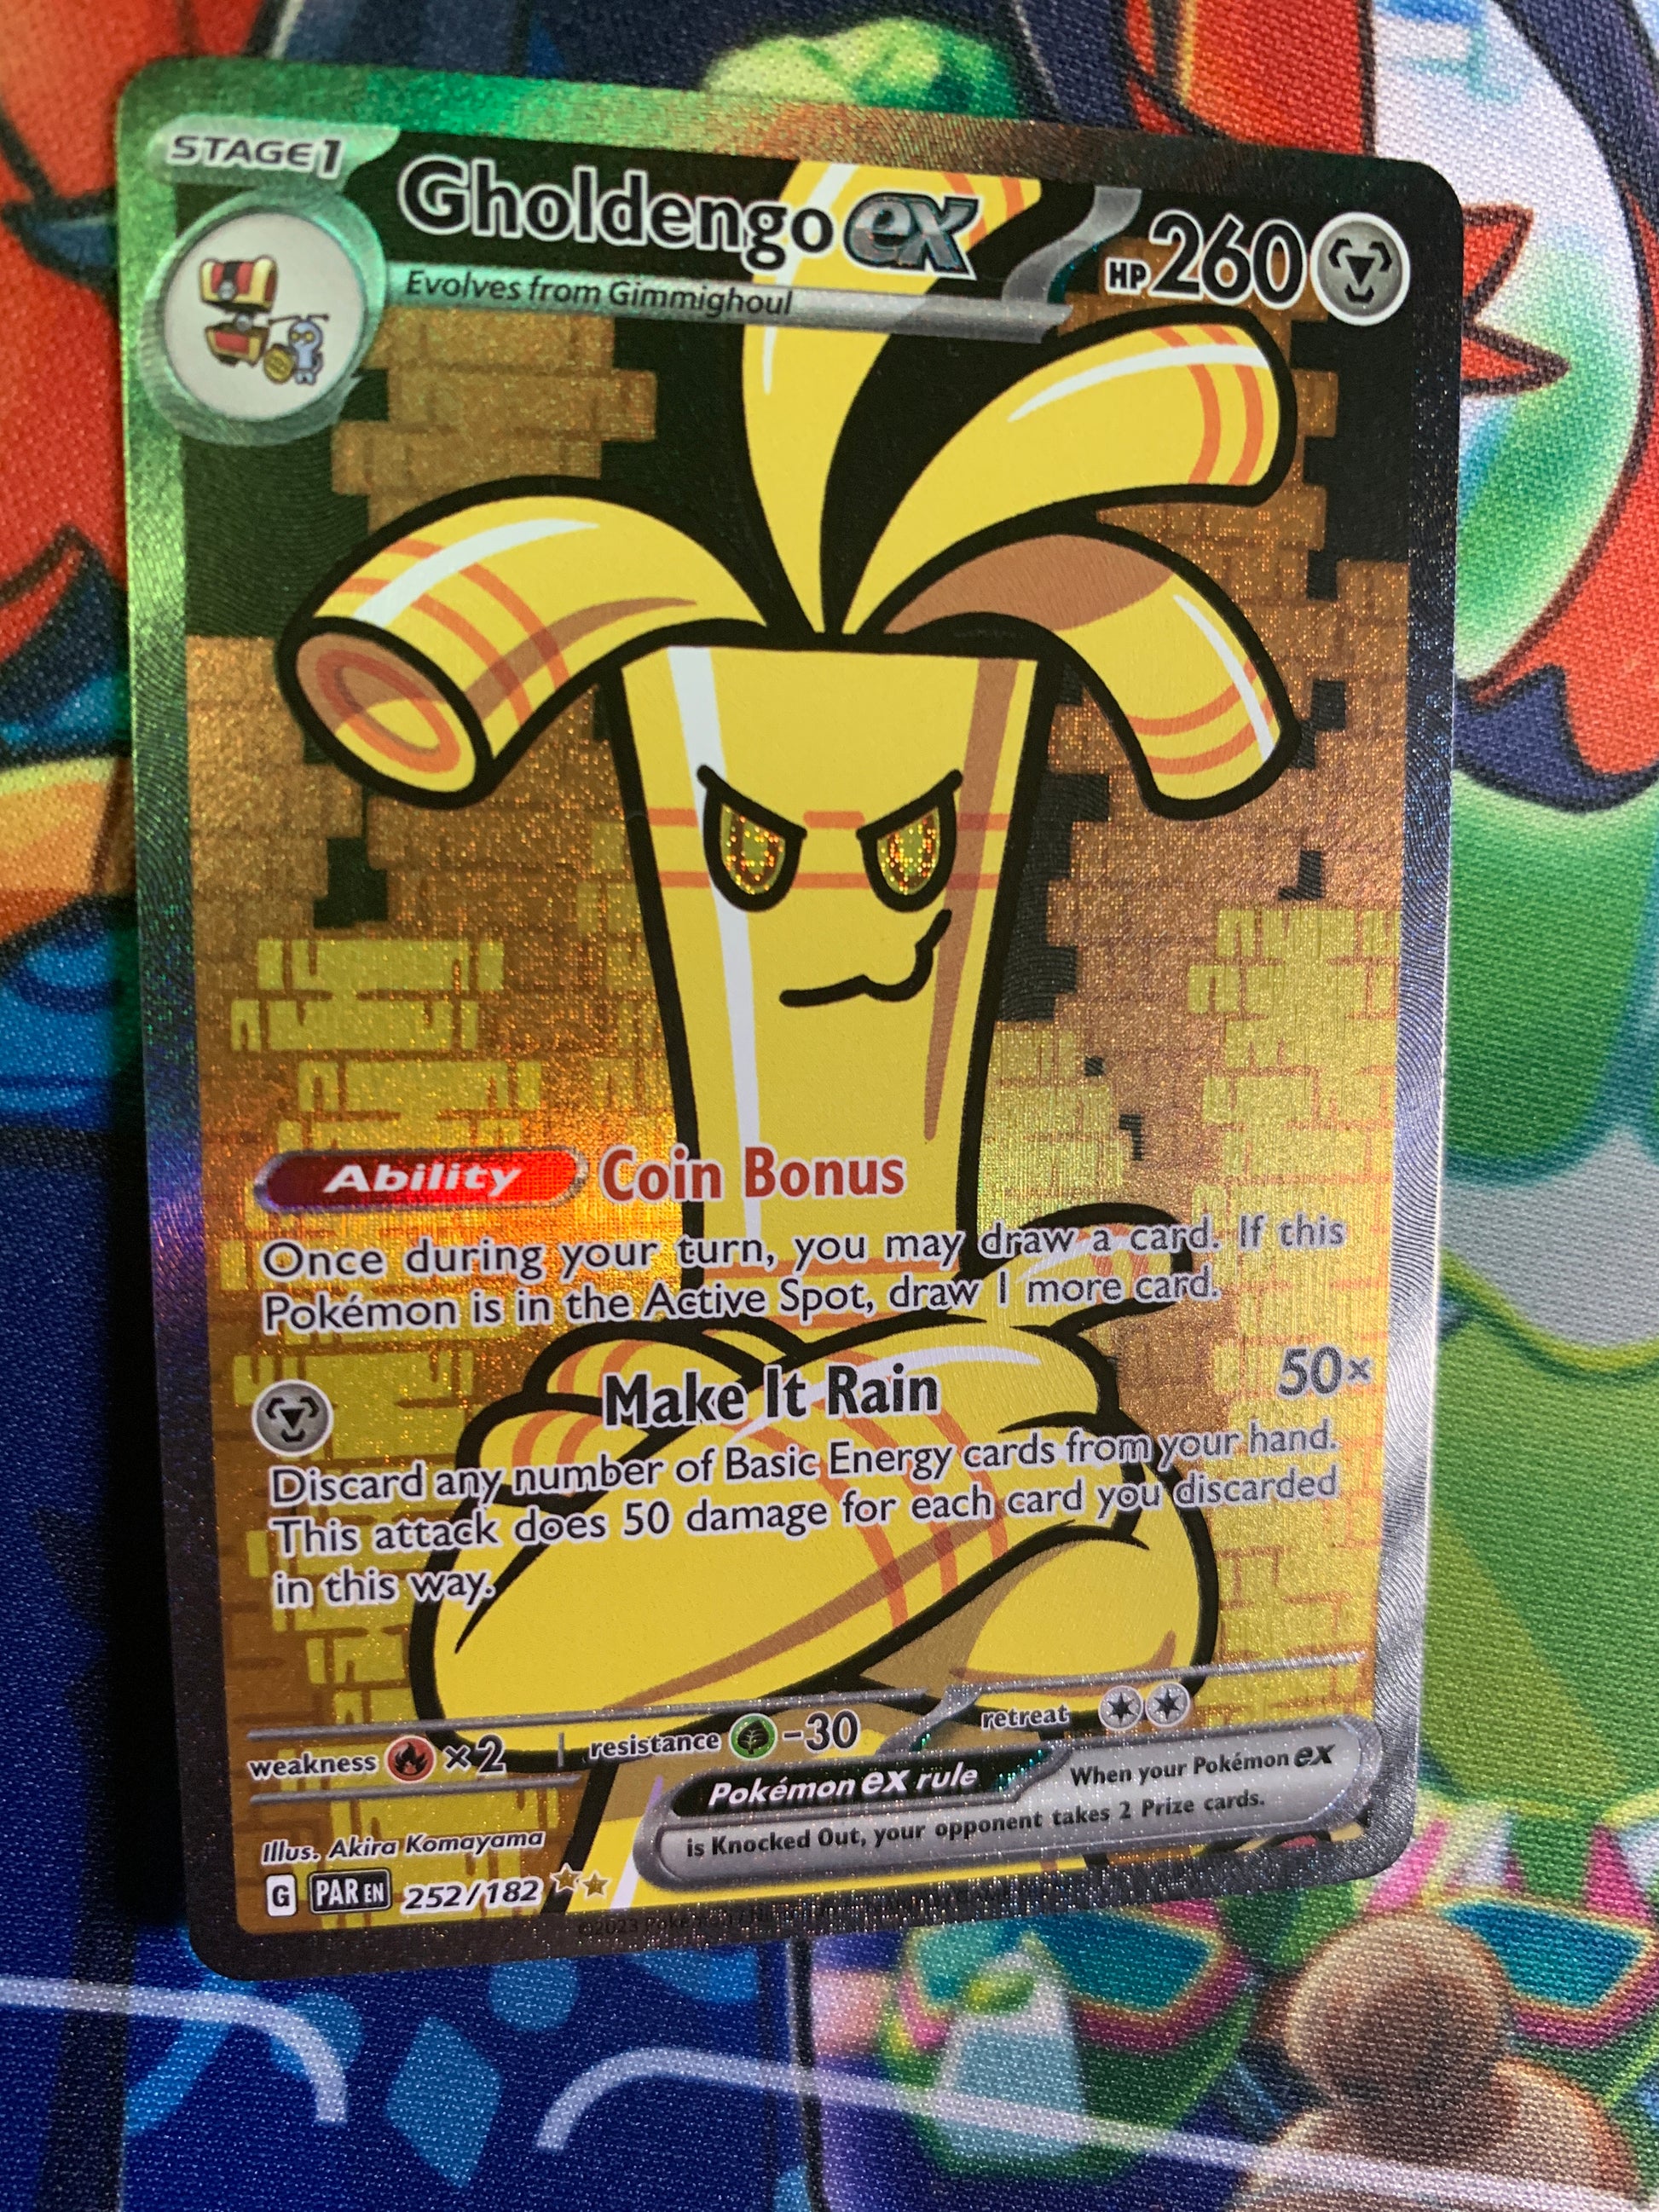 STAGE1
Gholdengo ex
HP 260
Evolves from Gimmighoul
Ability Coin Bonus
Once during your turn, you may draw a card. If this
Pokémon is in the Active Spot, draw 1 more card.
Make It Rain 50×
Discard any number of Basic Energy cards from your hand.
This attack does 50 damage for each card you discarded
in this way.
weakness ×2 resistance -30 retreat
Pokémon ex rule When your Pokémon ex
is Knocked Out, your opponent takes 2 Prize cards.
Illus. Akira Komayama
G PAR EN 252/182
©2023